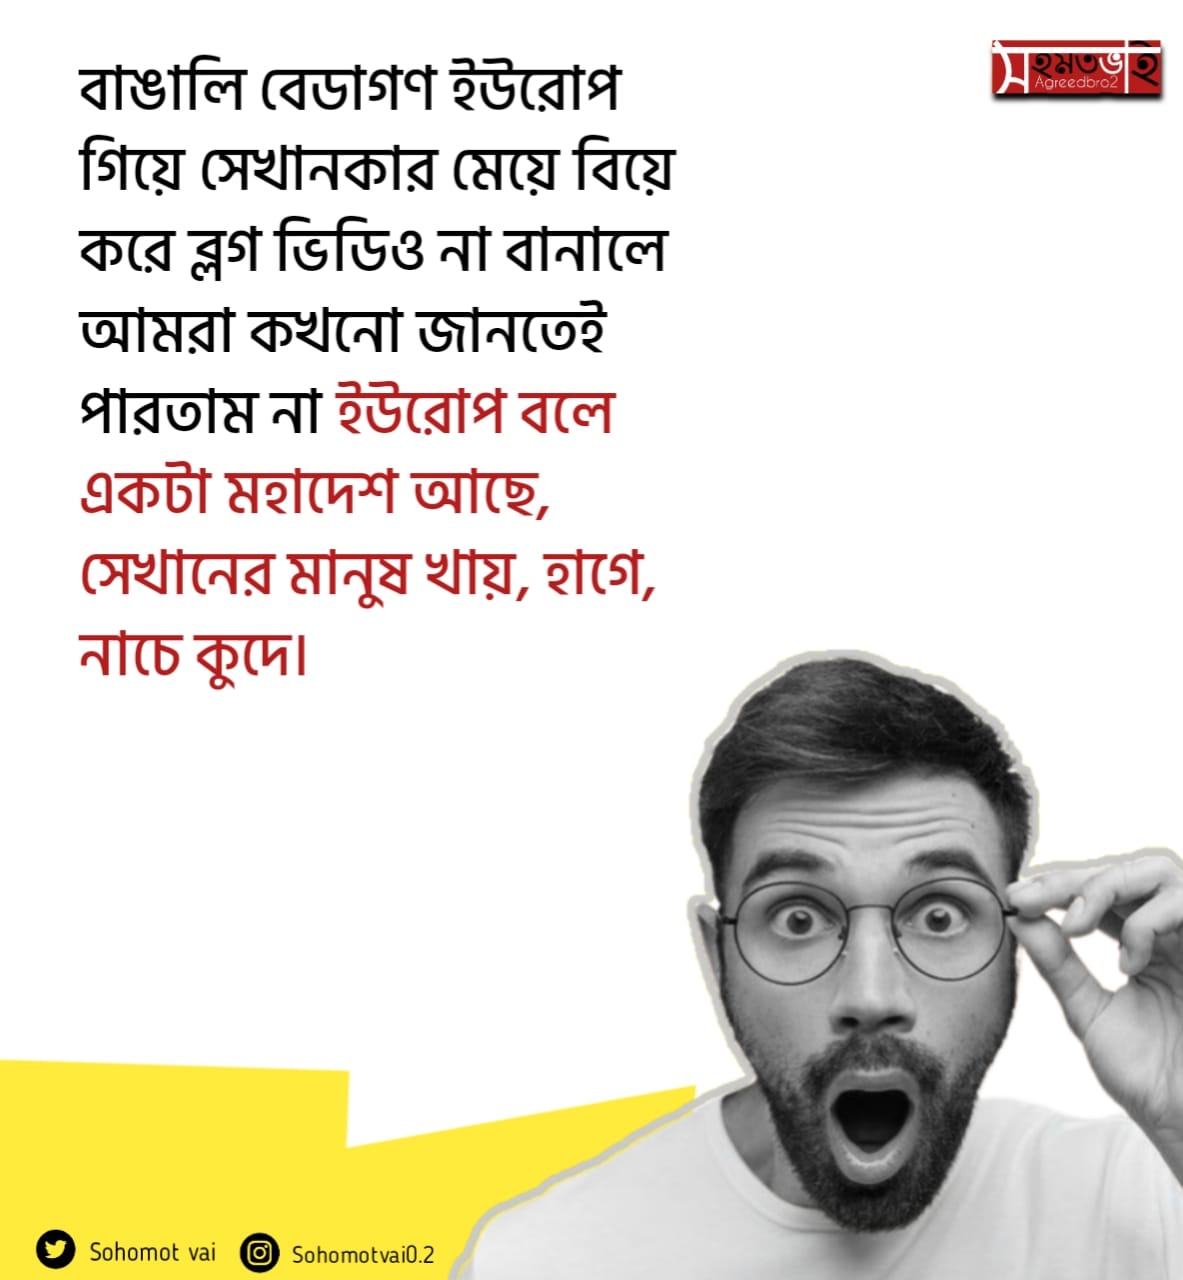 সহমতভাই
Agreedbro2
বাঙালি বেডাগণ ইউরোপ
গিয়ে সেখানকার মেয়ে বিয়ে
করে ব্লগ ভিডিও না বানালে
আমরা কখনো জানতেই
পারতাম না ইউরোপ বলে
একটা মহাদেশ আছে,
সেখানের মানুষ খায়, হাগে,
নাচে কুদে।
Sohomot vai
Sohomotvai0.2